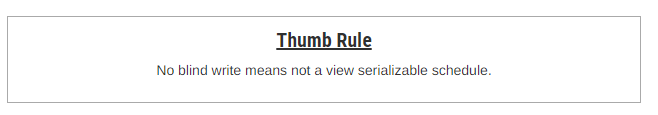 Thumb Rule
No blind write means not a view serializable schedule.